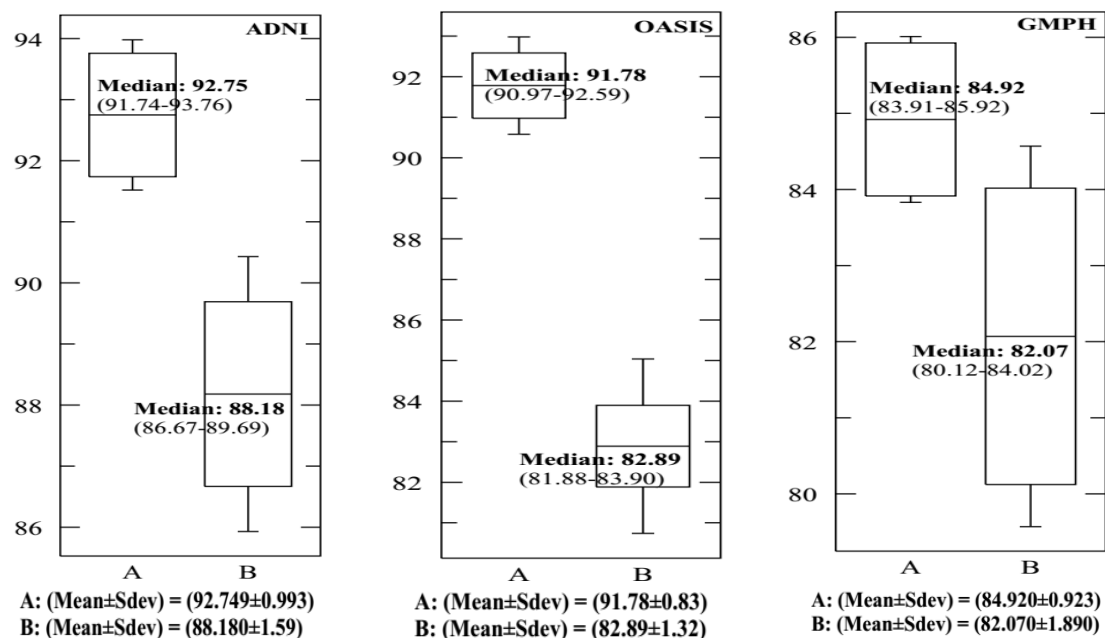 ADNI
94
92
90
88
86
Median: 92.75
(91.74-93.76)
Median: 88.18
(86.67-89.69)
A
B
A: (Mean±Sdev) = (92.749±0.993)
B: (Mean±Sdev) = (88.180±1.59)
OASIS
92
90
88
86
84
82
Median: 91.78
(90.97-92.59)
Median: 82.89
(81.88-83.90)
A
B
A: (Mean±Sdev) = (91.78±0.83)
B: (Mean±Sdev) = (82.89±1.32)
GMPH
86
84
82
80
Median: 84.92
(83.91-85.92)
Median: 82.07
(80.12-84.02)
A
B
A: (Mean±Sdev) = (84.920±0.923)
B: (Mean±Sdev) = (82.070±1.890)